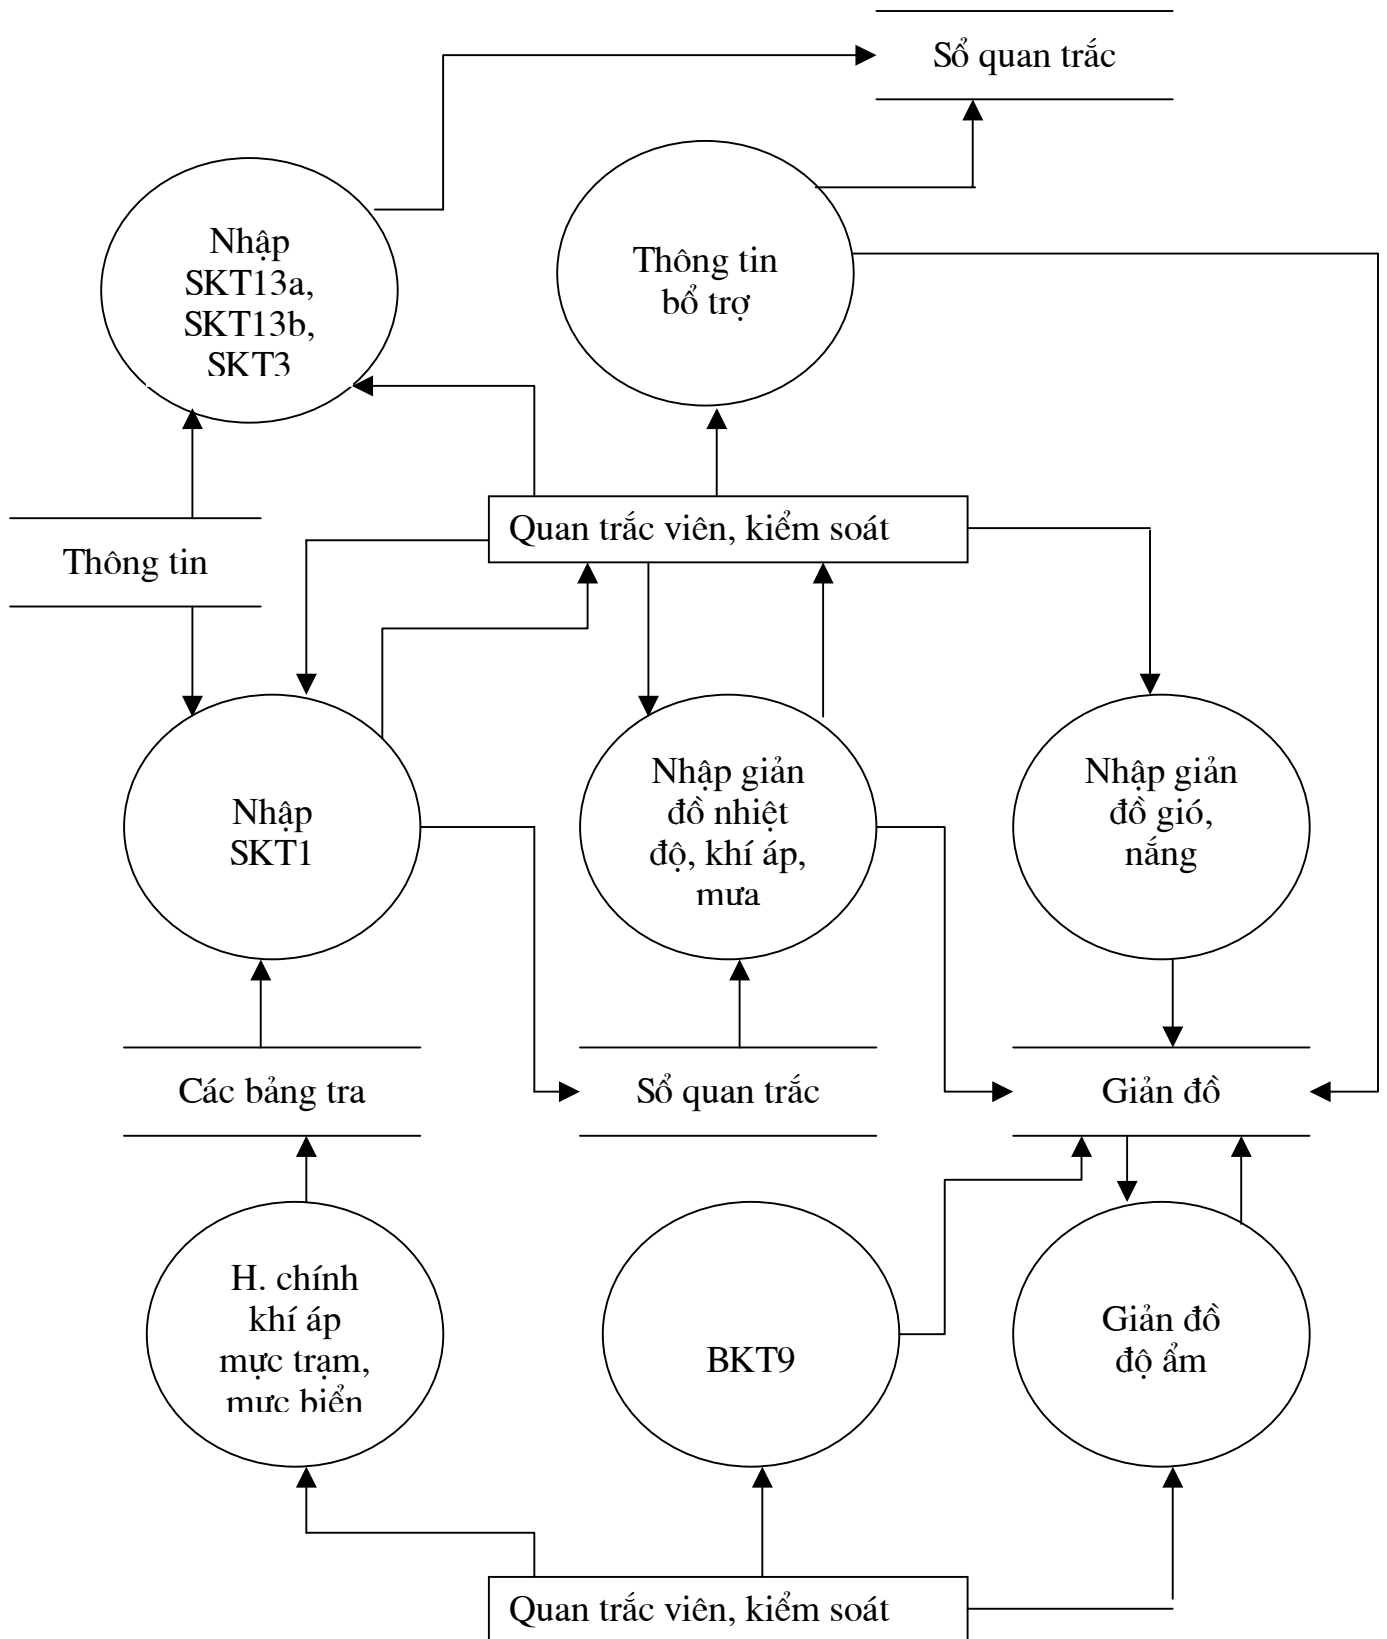 Sổ quan trắc
Nhập
SKT13a,
SKT13b,
SKT3
Thông tin
bổ trợ
Quan trắc viên, kiểm soát
Thông tin
Nhập
SKT1
Nhập giản
đồ nhiệt
độ, khí áp,
mưa
Nhập giản
đồ gió,
nắng
Các bảng tra
Sổ quan trắc
Giản đồ
H. chính
khí áp
mực trạm,
mực biển
BKT9
Giản đồ
độ ẩm
Quan trắc viên, kiểm soát